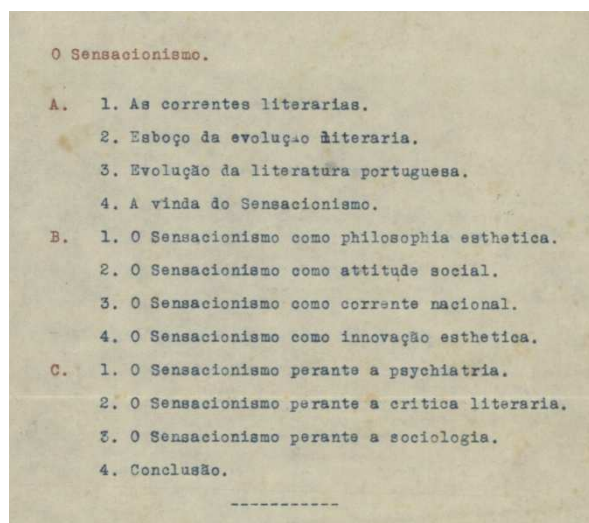 O Sensacionismo.
A. 1. As correntes literarias.
2. Esboço da evolução literaria.
3. Evolução da literatura portuguesa.
4. A vinda do Sensacionismo.
B. 1. O Sensacionismo como philosophia esthetica.
2. O Sensacionismo como attitude social.
3. O Sensacionismo como corrente nacional.
4. O Sensacionismo como innovação esthetica.
C. 1. O Sensacionismo perante a psychiatria.
2. O Sensacionismo perante a critica literaria.
3. O Sensacionismo perante a sociologia.
4. Conclusão.
-----------